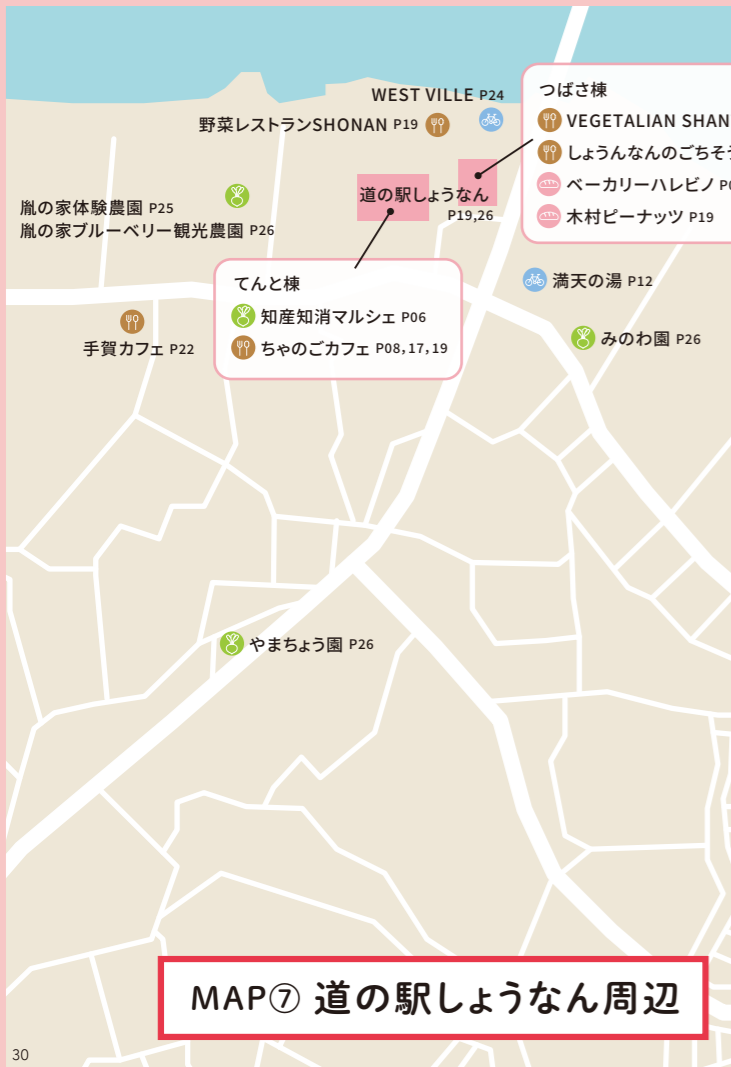 WEST VILLE P24
野菜レストランSHONAN P19
つばさ棟
VEGETALIAN SHAN
しょうんなんのごちそう
ベーカリーハレビノ P0
木村ピーナッツ P19
道の駅しょうなん
P19,26
胤の家体験農園 P25
胤の家ブルーベリー観光農園 P26
てんと棟
知産知消マルシェ P06
ちゃのごカフェ P08,17,19
満天の湯 P12
みのわ園 P26
手賀カフェ P22
やまちょう園 P26
MAP⑦ 道の駅しょうなん周辺
30